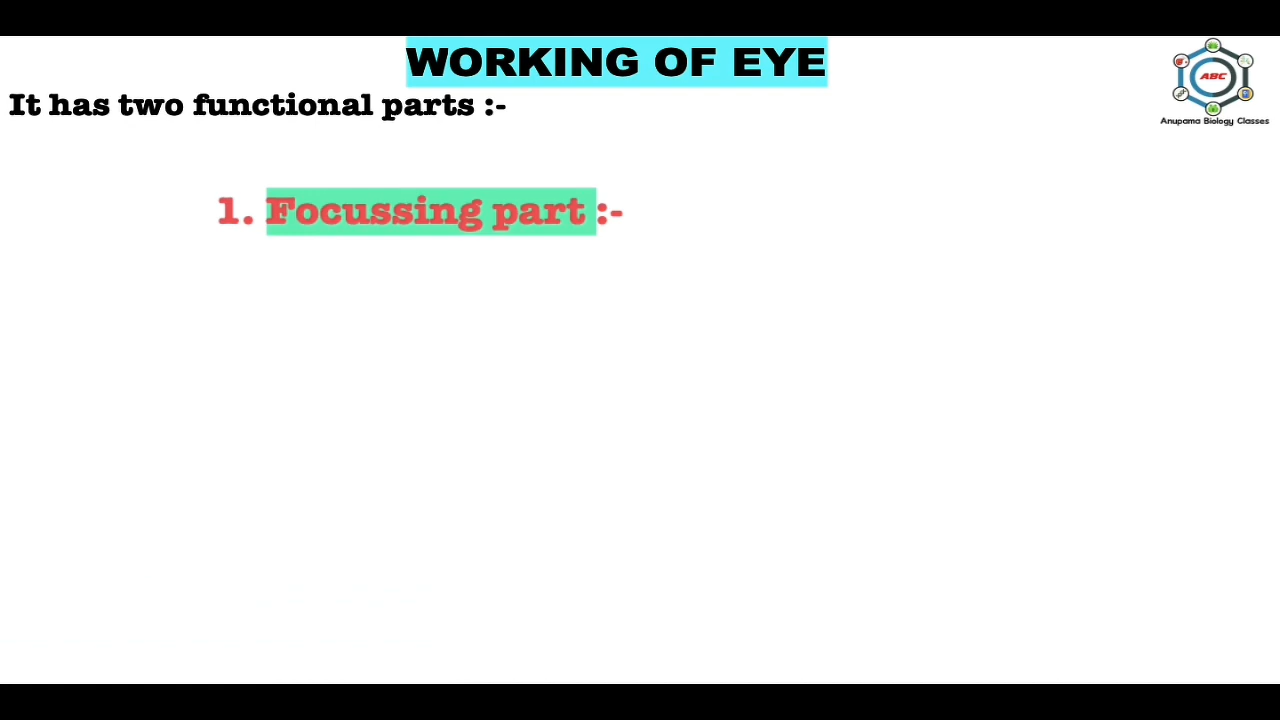 WORKING OF EYE
ABC
Anupama Biology Classes
It has two functional parts :-
1. Focussing part :-